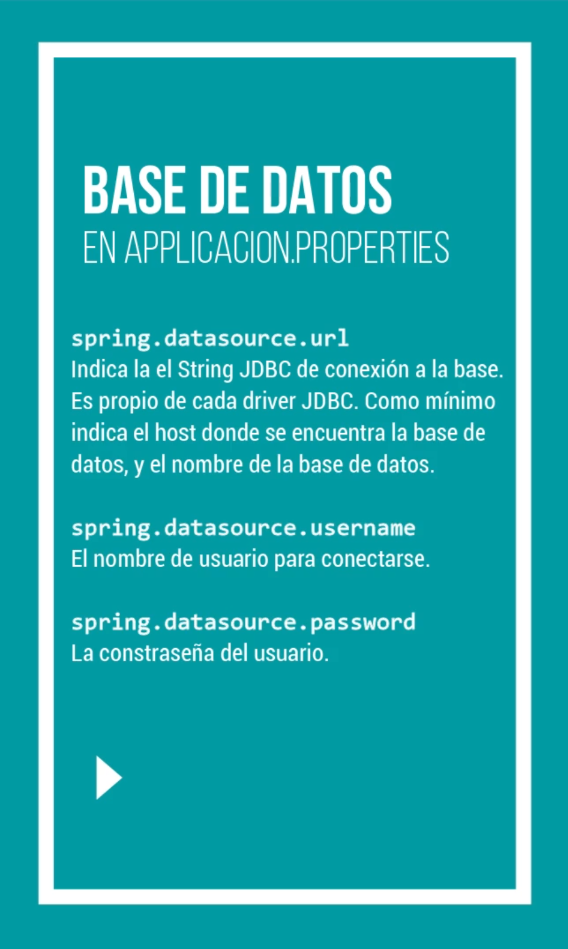 BASE DE DATOS
EN APPLICACION.PROPERTIES
spring.datasource.url
Indica la el String JDBC de conexión a la base.
Es propio de cada driver JDBC. Como mínimo
indica el host donde se encuentra la base de
datos, y el nombre de la base de datos.
spring.datasource.username
El nombre de usuario para conectarse.
spring.datasource.password
La constraseña del usuario.